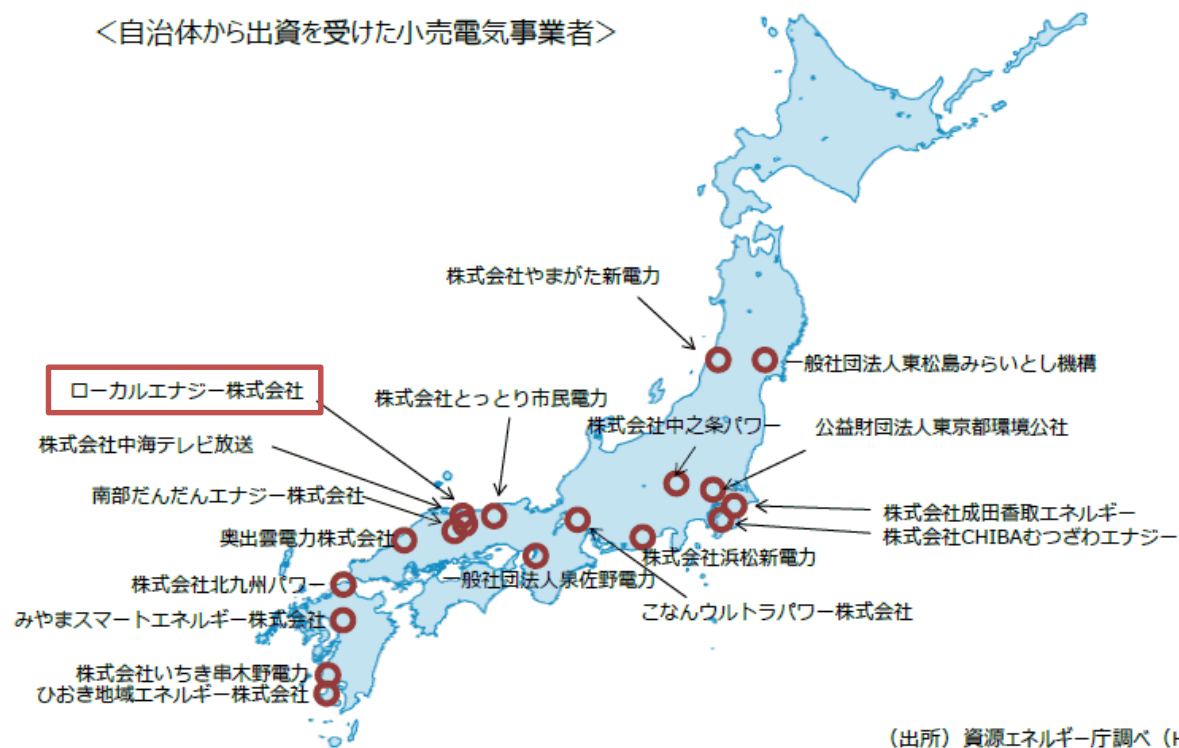 ＜自治体から出資を受けた小売電気事業者＞
株式会社やまがた新電力
一般社団法人東松島みらいとし機構
ローカルエナジー株式会社
株式会社とっとり市民電力
株式会社中之条パワー
公益財団法人東京都環境公社
株式会社中海テレビ放送
南部だんだんエナジー株式会社
奥出雲電力株式会社
株式会社成田香取エネルギー
株式会社CHIBAむつざわエナジー
株式会社浜松新電力
株式会社北九州パワー
一般社団法人泉佐野電力
こなんウルトラパワー株式会社
みやまスマートエネルギー株式会社
株式会社いちき串木野電力
ひおき地域エネルギー株式会社
（出所）資源エネルギー庁調べ（H